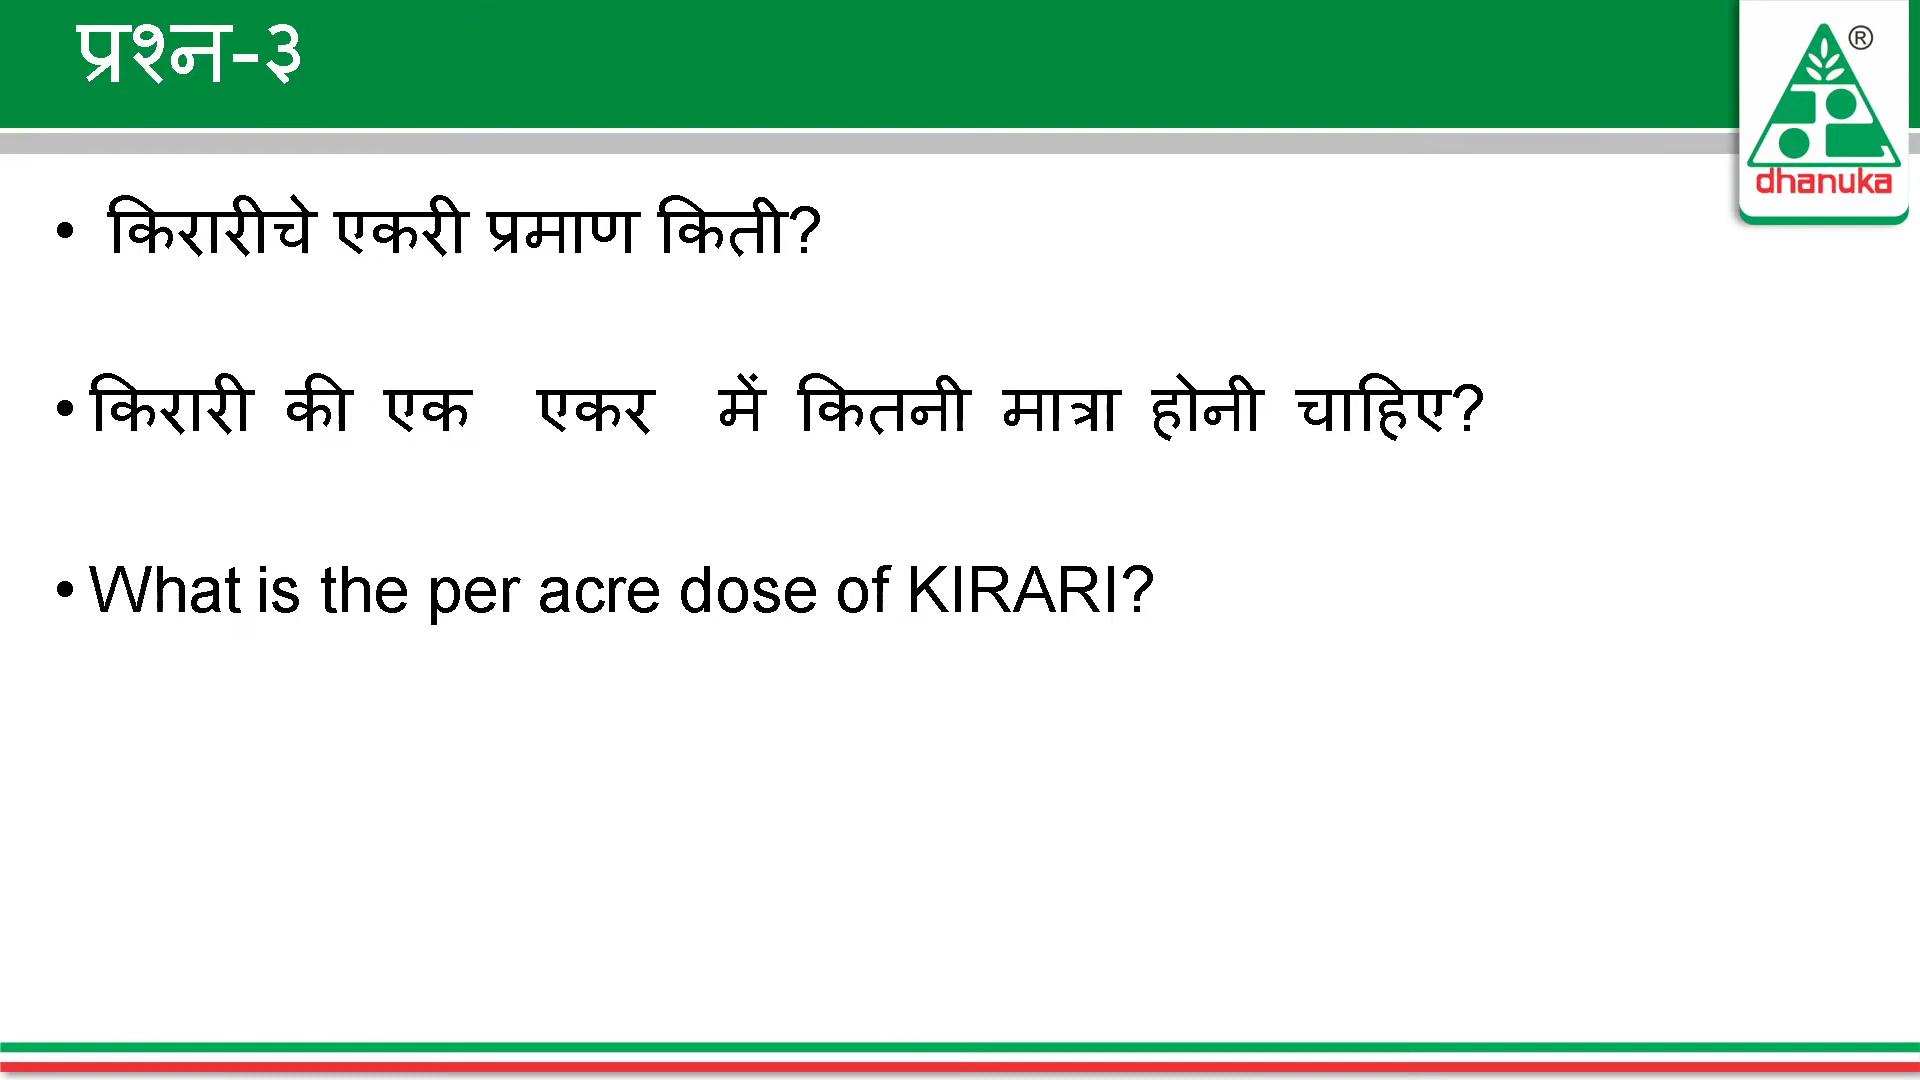 प्रश्न-३
®
dhanuka
• किरारीचे एकरी प्रमाण किती?
• किरारी की एक एकर में कितनी मात्रा होनी चाहिए?
• What is the per acre dose of KIRARI?